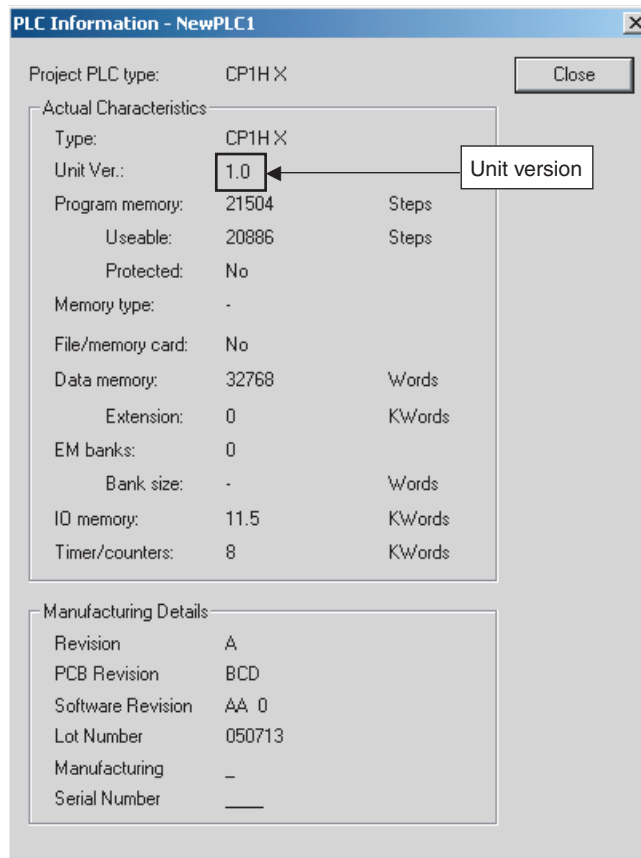 PLC Information - NewPLC1
Project PLC type: CP1H X Close
Actual Characteristics
Type: CP1H X
Unit Ver.: 1.0 Unit version
Program memory: 21504 Steps
Useable: 20886 Steps
Protected: No
Memory type: -
File/memory card: No
Data memory: 32768 Words
Extension: 0 KWords
EM banks: 0
Bank size: - Words
IO memory: 11.5 KWords
Timer/counters: 8 KWords
Manufacturing Details
Revision A
PCB Revision BCD
Software Revision AA 0
Lot Number 050713
Manufacturing _
Serial Number ____